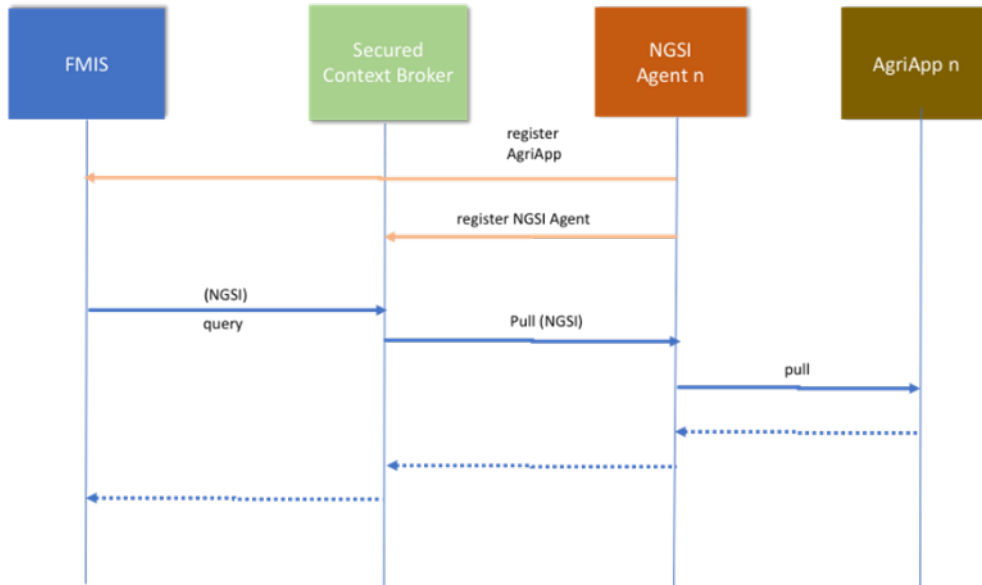 FMIS
Secured
Context Broker
NGSI
Agent n
AgriApp n
register
AgriApp
register NGSI Agent
(NGSI)
query
Pull (NGSI)
pull